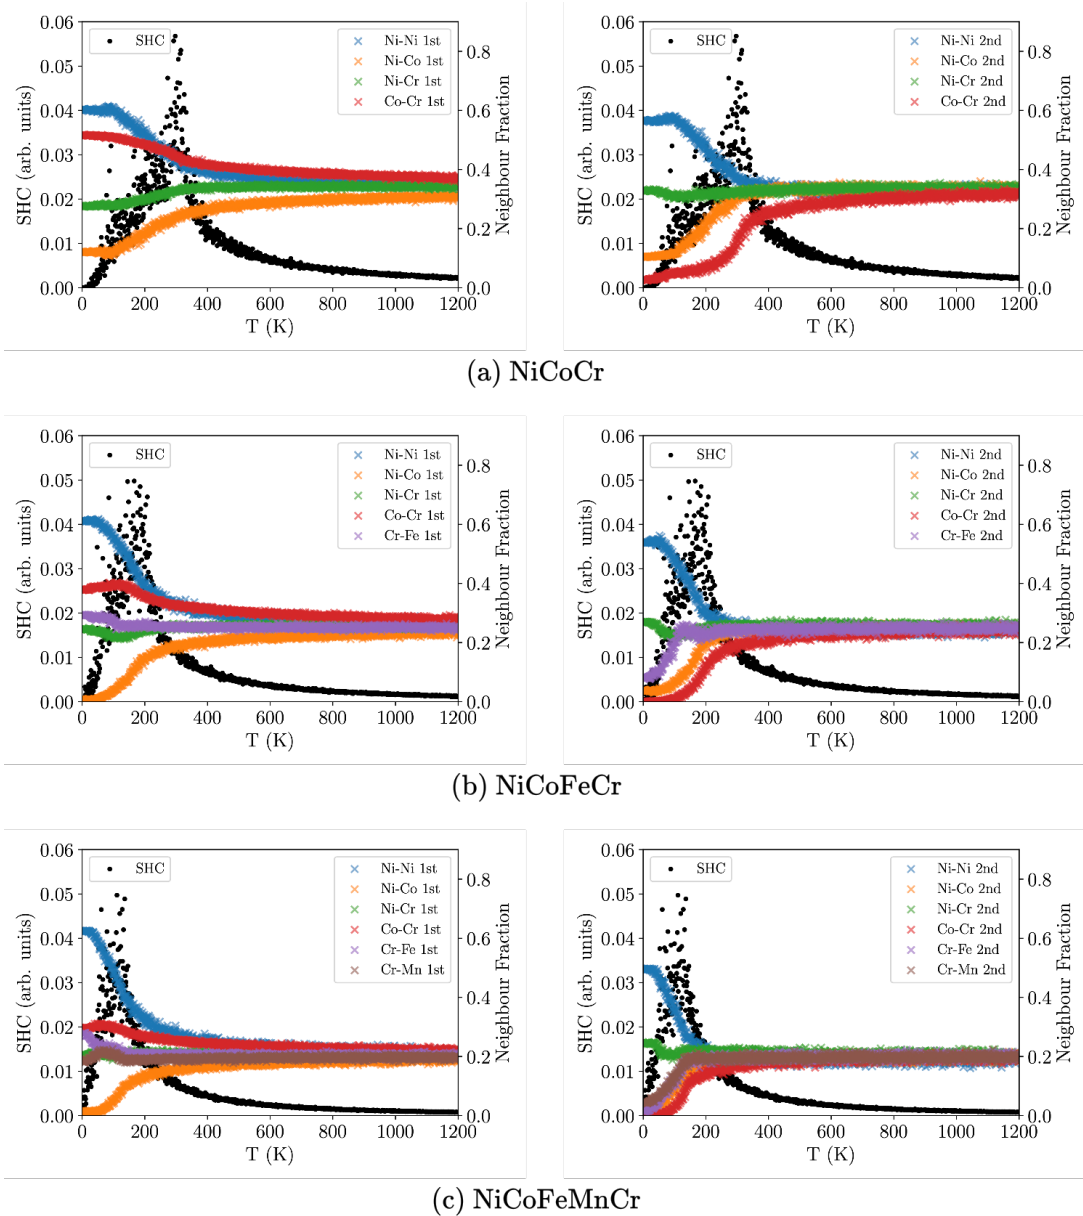 0.06
0.05
0.04
0.03
0.02
0.01
0.00
SHC (arb. units)
SHC
Ni-Ni 1st
Ni-Co 1st
Ni-Cr 1st
Co-Cr 1st
0.8
0.6
0.4
0.2
0.0
Neighbour Fraction
0 200 400 600 800 1000 1200
T (K)
0.06
0.05
0.04
0.03
0.02
0.01
0.00
SHC (arb. units)
SHC
Ni-Ni 2nd
Ni-Co 2nd
Ni-Cr 2nd
Co-Cr 2nd
0.8
0.6
0.4
0.2
0.0
Neighbour Fraction
0 200 400 600 800 1000 1200
T (K)
(a) NiCoCr
0.06
0.05
0.04
0.03
0.02
0.01
0.00
SHC (arb. units)
SHC
Ni-Ni 1st
Ni-Co 1st
Ni-Cr 1st
Co-Cr 1st
Cr-Fe 1st
0.8
0.6
0.4
0.2
0.0
Neighbour Fraction
0 200 400 600 800 1000 1200
T (K)
0.06
0.05
0.04
0.03
0.02
0.01
0.00
SHC (arb. units)
SHC
Ni-Ni 2nd
Ni-Co 2nd
Ni-Cr 2nd
Co-Cr 2nd
Cr-Fe 2nd
0.8
0.6
0.4
0.2
0.0
Neighbour Fraction
0 200 400 600 800 1000 1200
T (K)
(b) NiCoFeCr
0.06
0.05
0.04
0.03
0.02
0.01
0.00
SHC (arb. units)
SHC
Ni-Ni 1st
Ni-Co 1st
Ni-Cr 1st
Co-Cr 1st
Cr-Fe 1st
Cr-Mn 1st
0.8
0.6
0.4
0.2
0.0
Neighbour Fraction
0 200 400 600 800 1000 1200
T (K)
0.06
0.05
0.04
0.03
0.02
0.01
0.00
SHC (arb. units)
SHC
Ni-Ni 2nd
Ni-Co 2nd
Ni-Cr 2nd
Co-Cr 2nd
Cr-Fe 2nd
Cr-Mn 2nd
0.8
0.6
0.4
0.2
0.0
Neighbour Fraction
0 200 400 600 800 1000 1200
T (K)
(c) NiCoFeMnCr